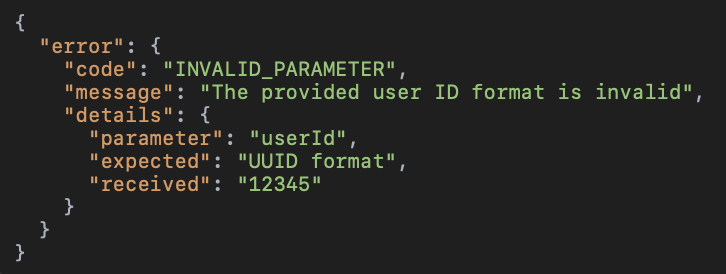 {
  "error": {
    "code": "INVALID_PARAMETER",
    "message": "The provided user ID format is invalid",
    "details": {
      "parameter": "userId",
      "expected": "UUID format",
      "received": "12345"
    }
  }
}